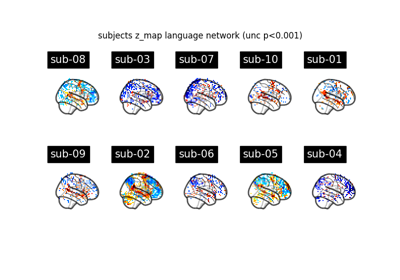 subjects z_map language network (unc p<0.001)
sub-08 sub-03 sub-07 sub-10 sub-01
sub-09 sub-02 sub-06 sub-05 sub-04